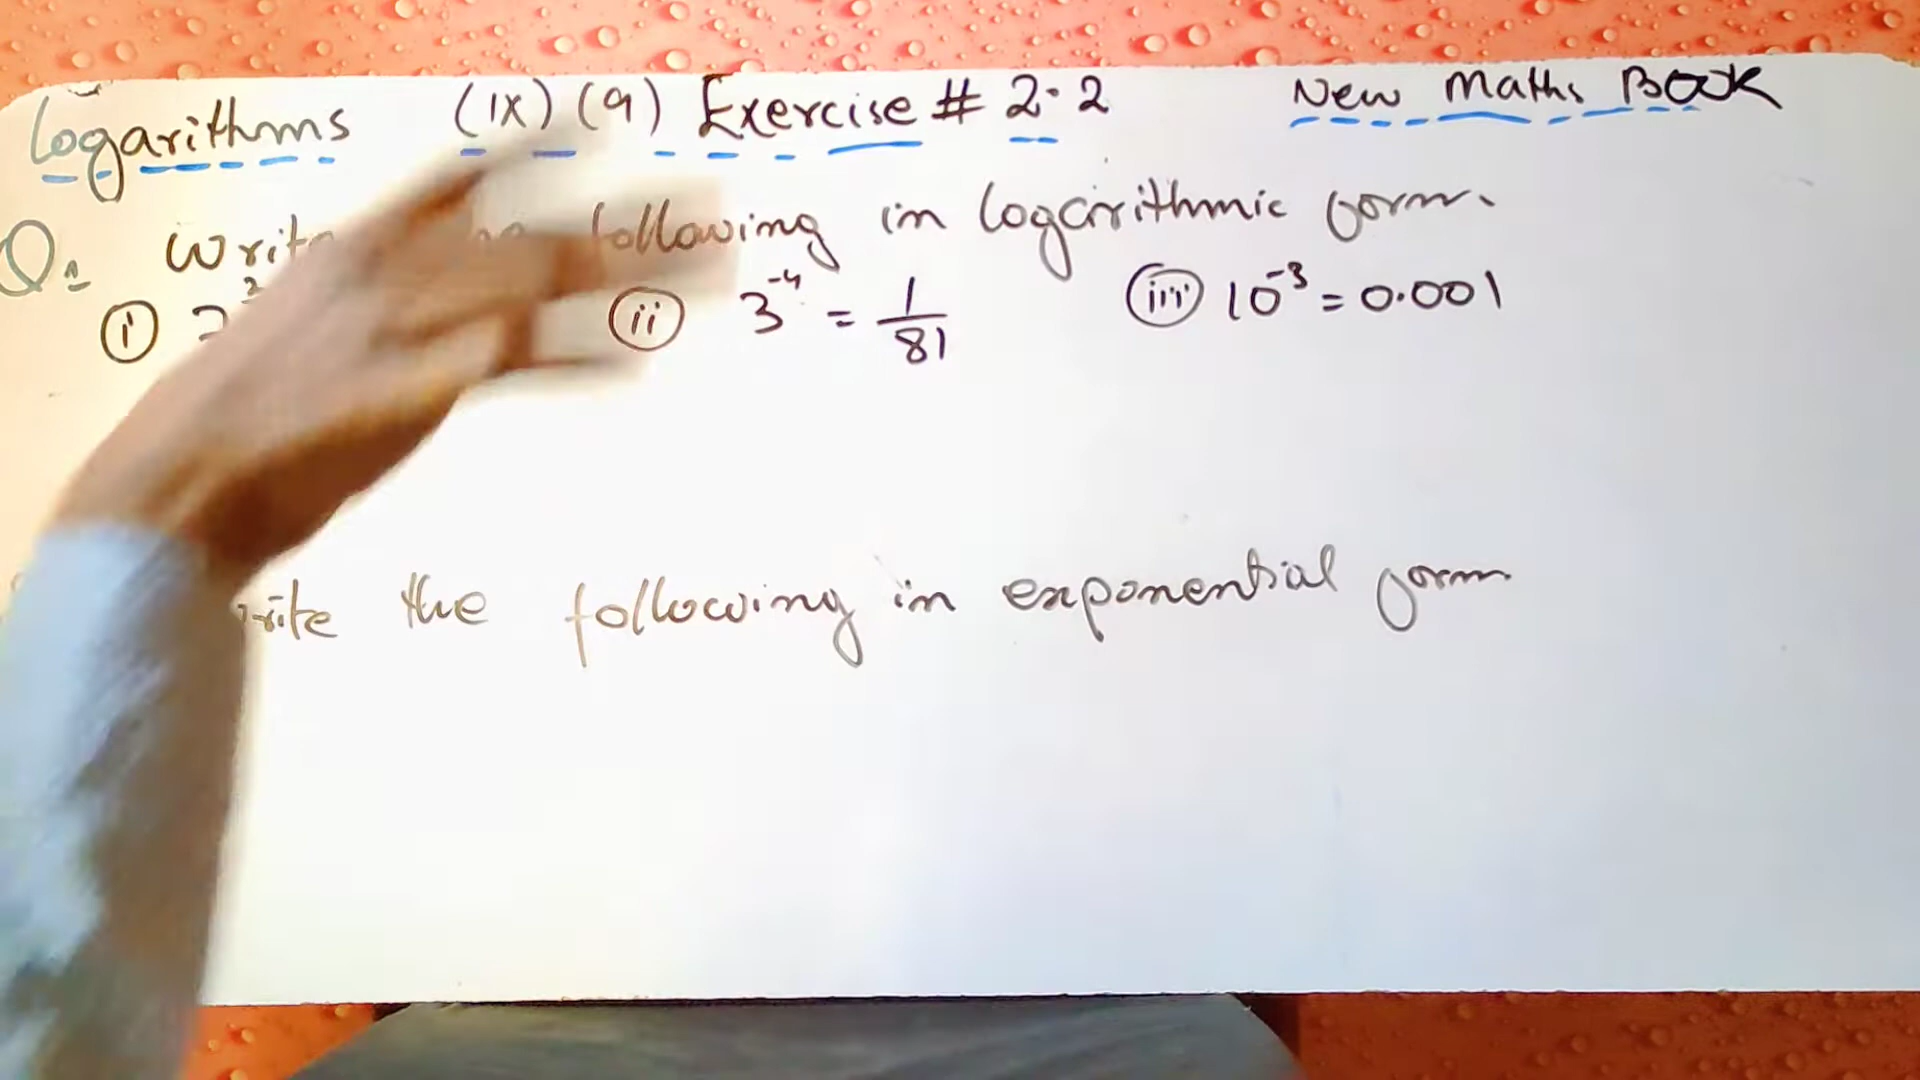 Logarithms (ix) (9) Exercise # 2.2 New Maths Book
Q1 following in logarithmic form.
(i) (ii) 3⁻⁴ = 1/81 (iii) 10⁻³ = 0.001
the following in exponential form